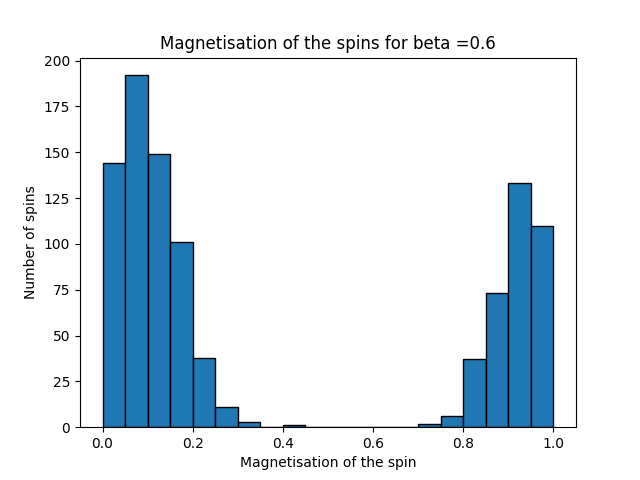 Magnetisation of the spins for beta =0.6
Number of spins
200
175
150
125
100
75
50
25
0
0.0 0.2 0.4 0.6 0.8 1.0
Magnetisation of the spin